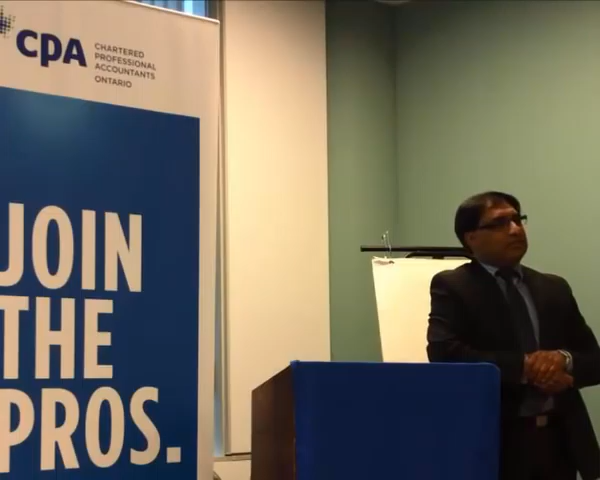 CPA
CHARTERED
PROFESSIONAL
ACCOUNTANTS
ONTARIO
JOIN
THE
PROS.